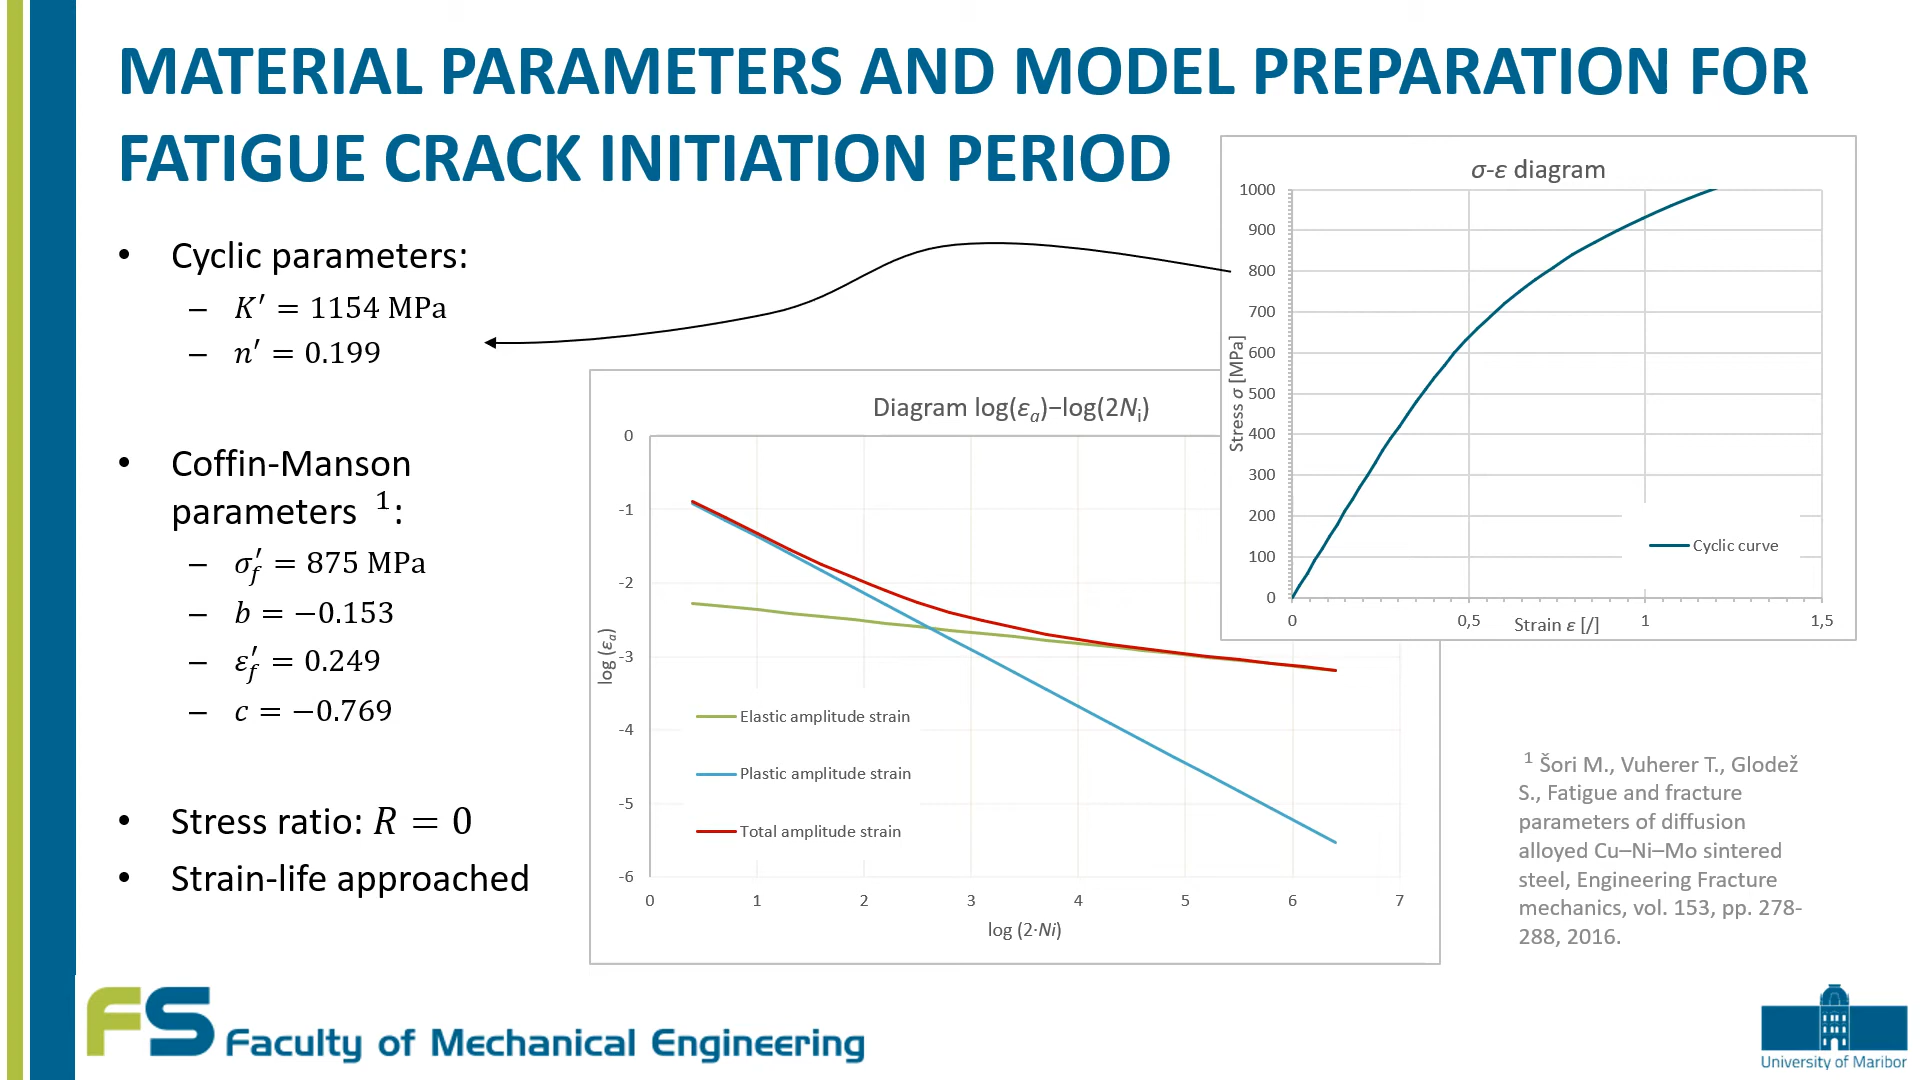 MATERIAL PARAMETERS AND MODEL PREPARATION FOR
FATIGUE CRACK INITIATION PERIOD
• Cyclic parameters:
– K′ = 1154 MPa
– n′ = 0.199
• Coffin-Manson
parameters ¹:
– σ′f = 875 MPa
– b = −0.153
– ε′f = 0.249
– c = −0.769
• Stress ratio: R = 0
• Strain-life approached
Diagram log(εa)−log(2Ni)
0
-1
-2
-3
-4
-5
-6
log (εa)
Elastic amplitude strain
Plastic amplitude strain
Total amplitude strain
0 1 2 3 4 5 6 7
log (2·Ni)
σ-ε diagram
1000
900
800
700
600
500
400
300
200
100
0
Stress σ [MPa]
Cyclic curve
0 0,5 1 1,5
Strain ε [/]
¹ Šori M., Vuherer T., Glodež
S., Fatigue and fracture
parameters of diffusion
alloyed Cu–Ni–Mo sintered
steel, Engineering Fracture
mechanics, vol. 153, pp. 278-
288, 2016.
FS Faculty of Mechanical Engineering
University of Maribor